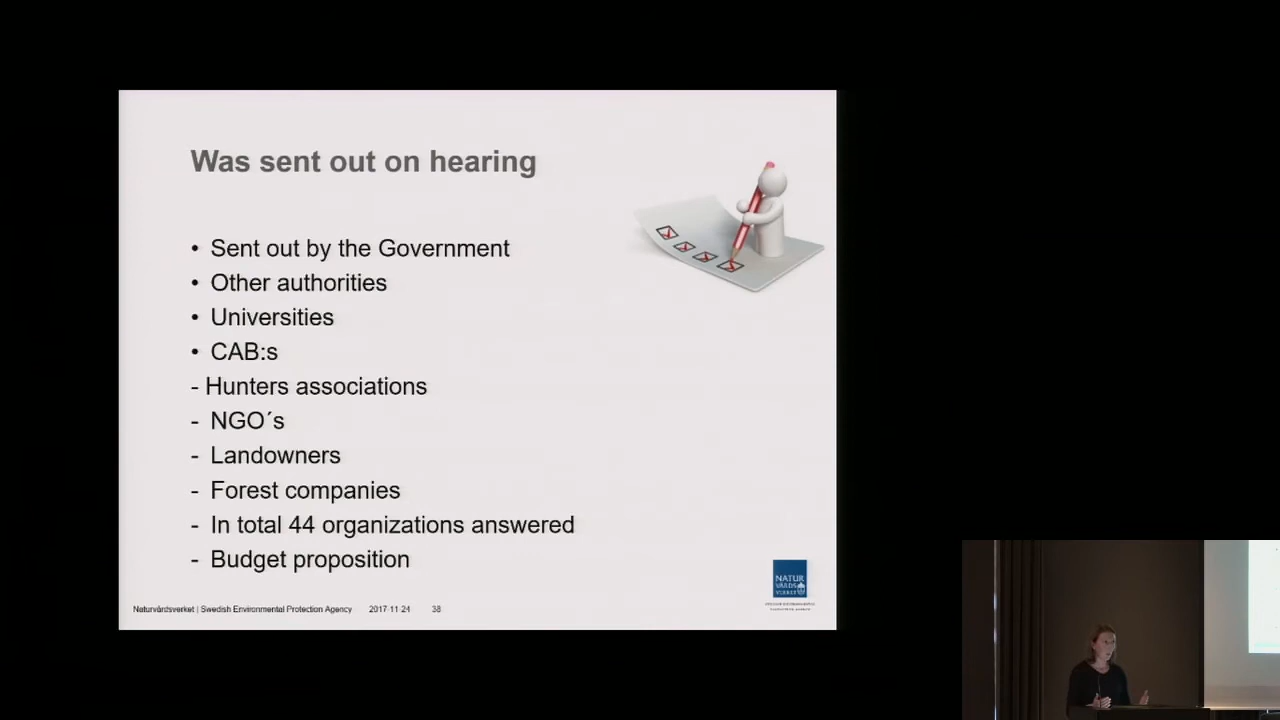 Was sent out on hearing
• Sent out by the Government
• Other authorities
• Universities
• CAB:s
- Hunters associations
- NGO´s
- Landowners
- Forest companies
- In total 44 organizations answered
- Budget proposition
Naturvårdsverket | Swedish Environmental Protection Agency 2017-11-24 38
NATUR
VÅRDS
VERKET